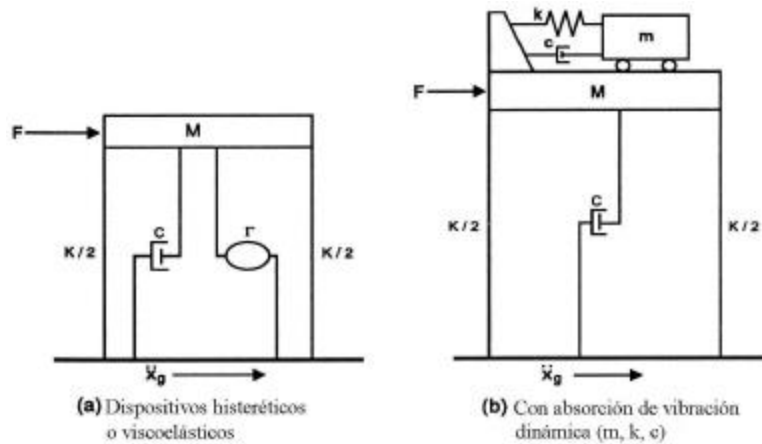 F
M
C
Γ
K/2
K/2
ẍg
(a) Dispositivos histeréticos
o viscoelásticos
k
c
m
F
M
C
K/2
K/2
ẍg
(b) Con absorción de vibración
dinámica (m, k, c)